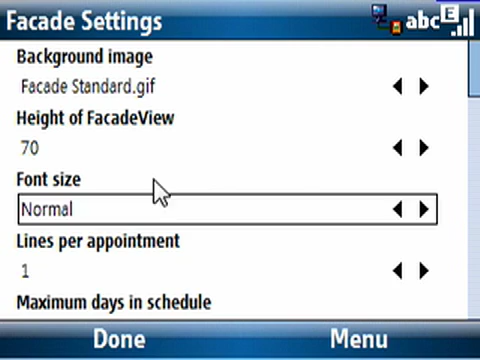 Facade Settings
abc
E
Background image
Facade Standard.gif
Height of FacadeView
70
Font size
Normal
Lines per appointment
1
Maximum days in schedule
Done
Menu